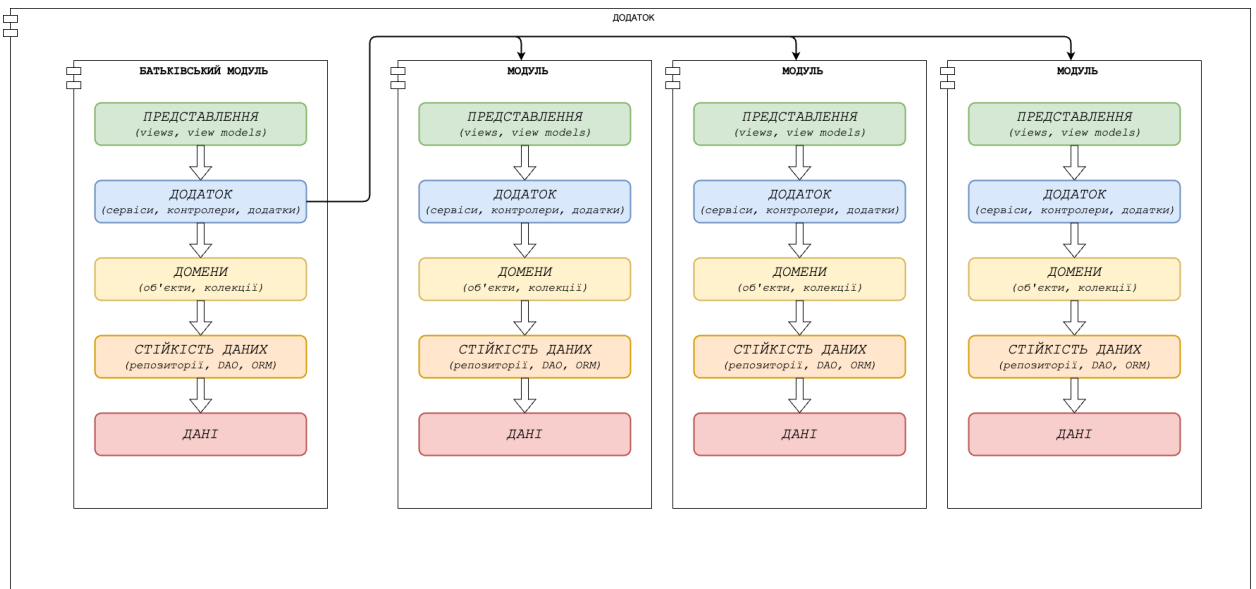 ДОДАТОК
БАТЬКІВСЬКИЙ МОДУЛЬ
ПРЕДСТАВЛЕННЯ
(views, view models)
ДОДАТОК
(сервіси, контролери, додатки)
ДОМЕНИ
(об'єкти, колекції)
СТІЙКІСТЬ ДАНИХ
(репозиторії, DAO, ORM)
ДАНІ
МОДУЛЬ
ПРЕДСТАВЛЕННЯ
(views, view models)
ДОДАТОК
(сервіси, контролери, додатки)
ДОМЕНИ
(об'єкти, колекції)
СТІЙКІСТЬ ДАНИХ
(репозиторії, DAO, ORM)
ДАНІ
МОДУЛЬ
ПРЕДСТАВЛЕННЯ
(views, view models)
ДОДАТОК
(сервіси, контролери, додатки)
ДОМЕНИ
(об'єкти, колекції)
СТІЙКІСТЬ ДАНИХ
(репозиторії, DAO, ORM)
ДАНІ
МОДУЛЬ
ПРЕДСТАВЛЕННЯ
(views, view models)
ДОДАТОК
(сервіси, контролери, додатки)
ДОМЕНИ
(об'єкти, колекції)
СТІЙКІСТЬ ДАНИХ
(репозиторії, DAO, ORM)
ДАНІ